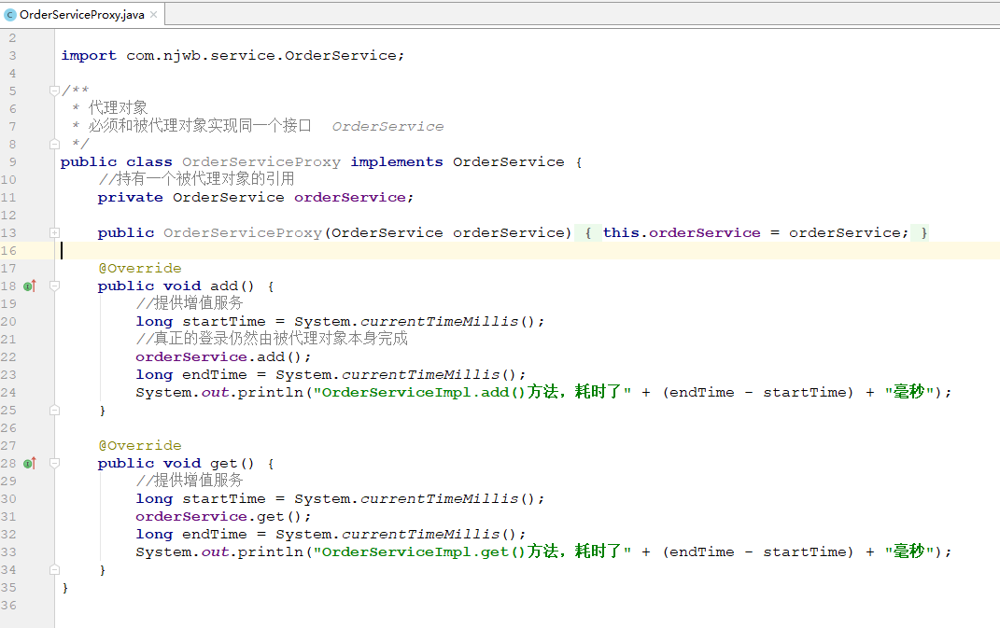 OrderServiceProxy.java
2
3 import com.njwb.service.OrderService;
4
5 /**
6 * 代理对象
7 * 必须和被代理对象实现同一个接口 OrderService
8 */
9 public class OrderServiceProxy implements OrderService {
10 //持有一个被代理对象的引用
11 private OrderService orderService;
12
13 public OrderServiceProxy(OrderService orderService) { this.orderService = orderService; }
16
17 @Override
18 public void add() {
19 //提供增值服务
20 long startTime = System.currentTimeMillis();
21 //真正的登录仍然由被代理对象本身完成
22 orderService.add();
23 long endTime = System.currentTimeMillis();
24 System.out.println("OrderServiceImpl.add()方法，耗时了" + (endTime - startTime) + "毫秒");
25 }
26
27 @Override
28 public void get() {
29 //提供增值服务
30 long startTime = System.currentTimeMillis();
31 orderService.get();
32 long endTime = System.currentTimeMillis();
33 System.out.println("OrderServiceImpl.get()方法，耗时了" + (endTime - startTime) + "毫秒");
34 }
35 }
36